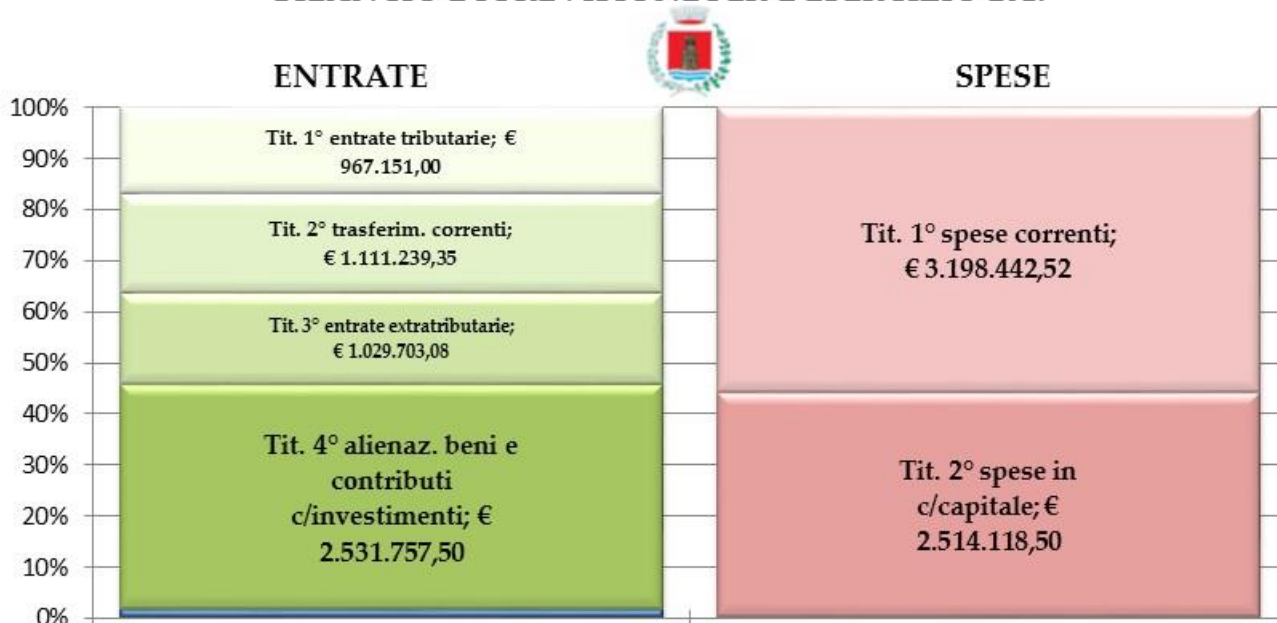 ENTRATE
SPESE
100%
90%
80%
70%
60%
50%
40%
30%
20%
10%
0%
Tit. 1° entrate tributarie; €
967.151,00
Tit. 2° trasferim. correnti;
€ 1.111.239,35
Tit. 3° entrate extratributarie;
€ 1.029.703,08
Tit. 4° alienaz. beni e
contributi
c/investimenti; €
2.531.757,50
Tit. 1° spese correnti;
€ 3.198.442,52
Tit. 2° spese in
c/capitale; €
2.514.118,50